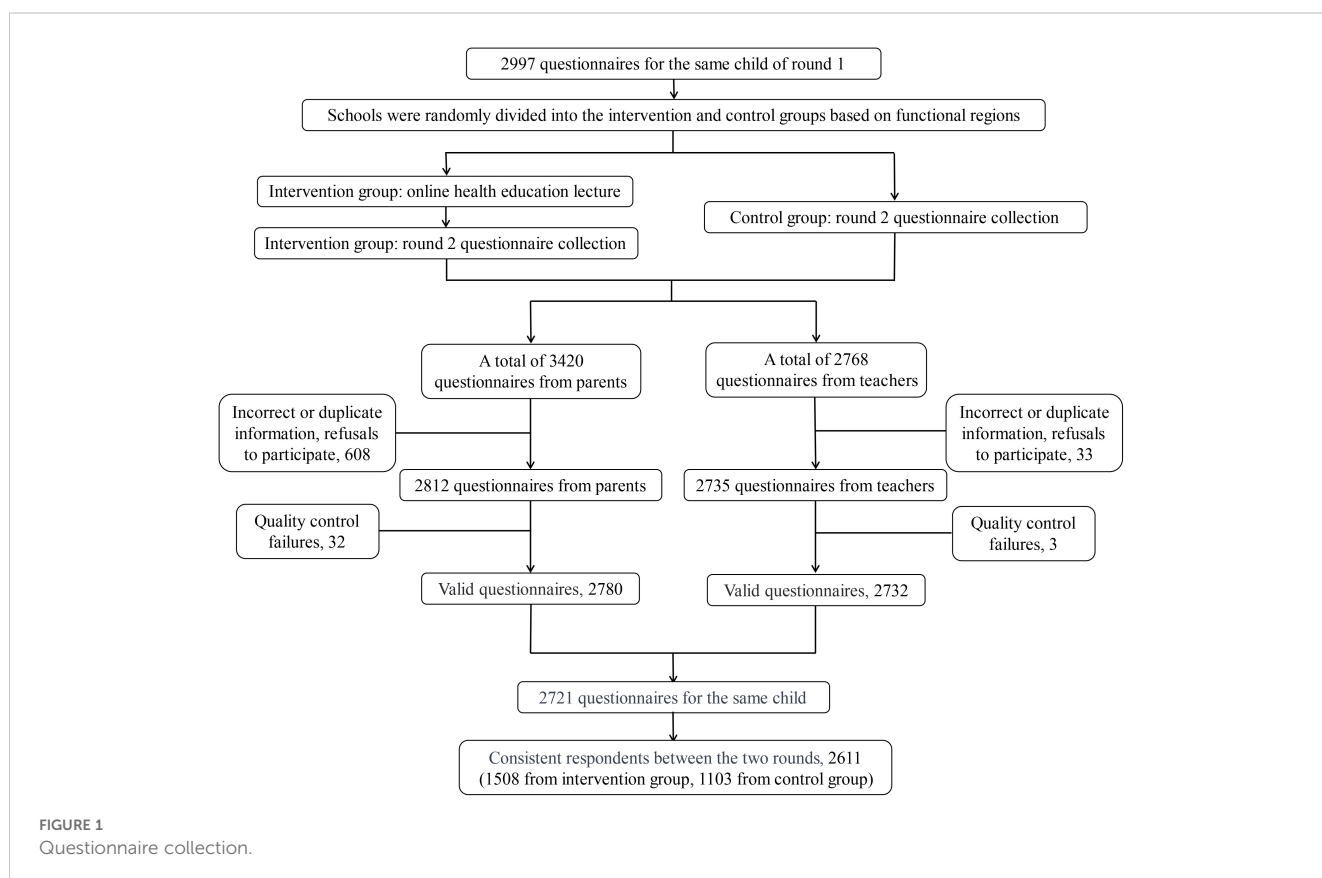 2997 questionnaires for the same child of round 1
Schools were randomly divided into the intervention and control groups based on functional regions
Intervention group: online health education lecture
Control group: round 2 questionnaire collection
Intervention group: round 2 questionnaire collection
A total of 3420
questionnaires from parents
A total of 2768
questionnaires from teachers
Incorrect or duplicate
information, refusals
to participate, 608
Incorrect or duplicate
information, refusals
to participate, 33
2812 questionnaires from parents
2735 questionnaires from teachers
Quality control
failures, 32
Quality control
failures, 3
Valid questionnaires, 2780
Valid questionnaires, 2732
2721 questionnaires for the same child
Consistent respondents between the two rounds, 2611
(1508 from intervention group, 1103 from control group)
FIGURE 1
Questionnaire collection.